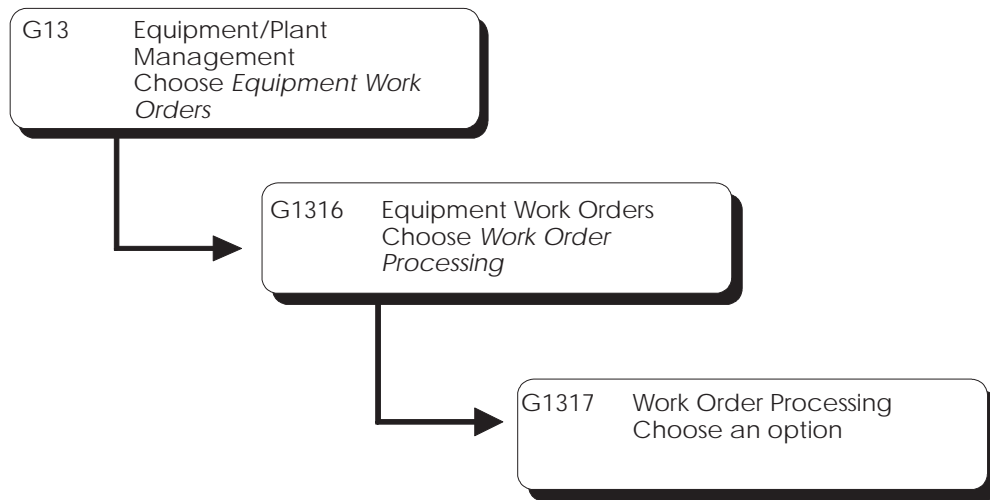 G13 Equipment/Plant
Management
Choose Equipment Work
Orders
G1316 Equipment Work Orders
Choose Work Order
Processing
G1317 Work Order Processing
Choose an option